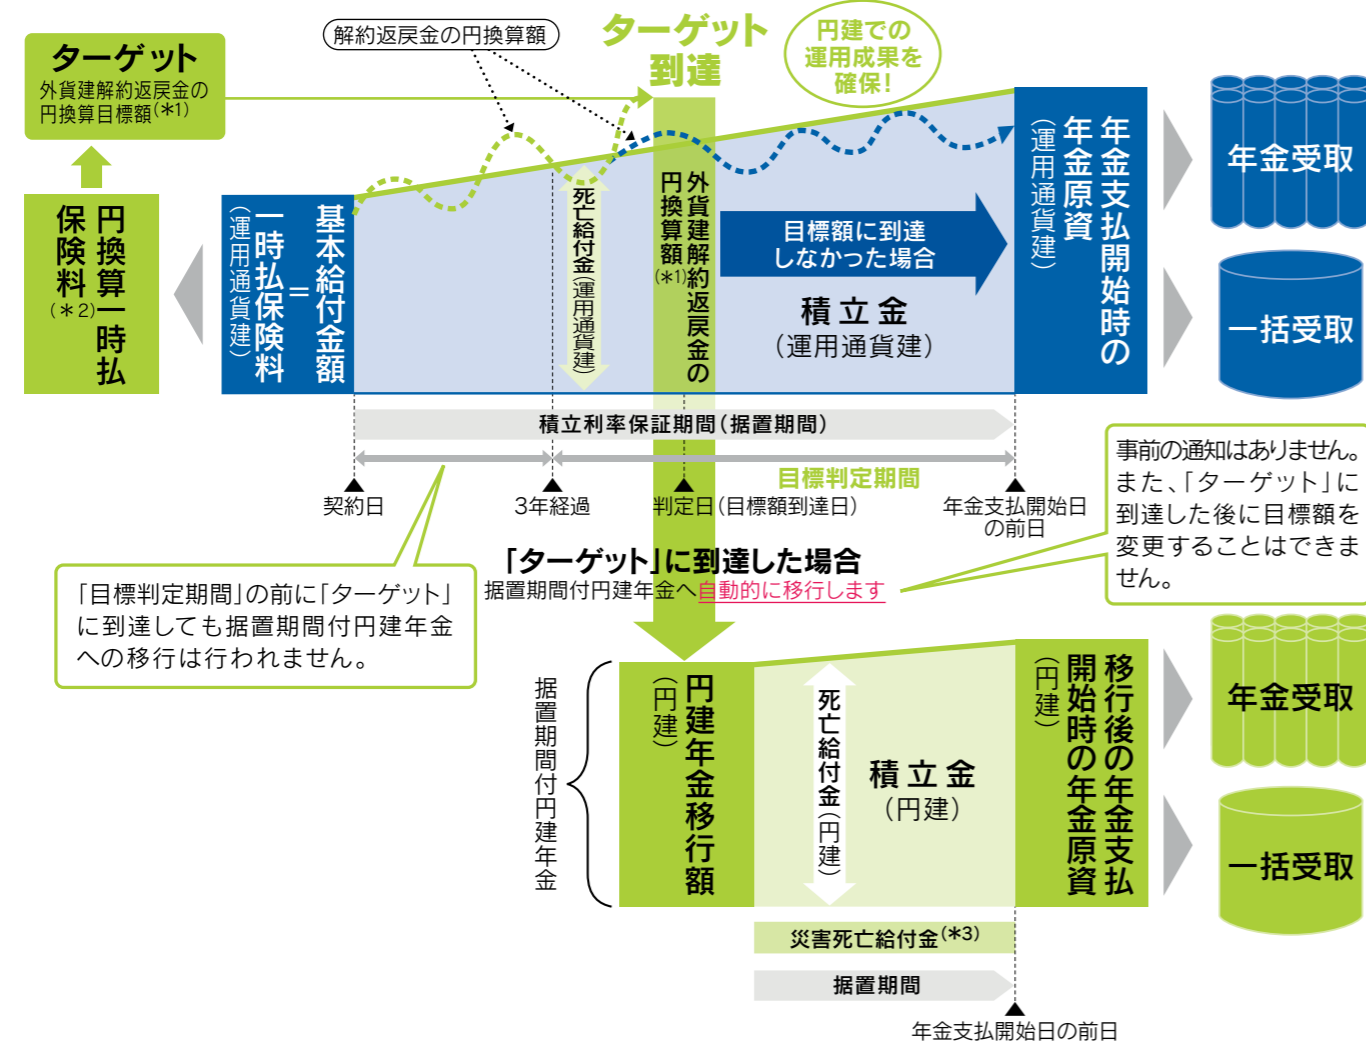 ターゲット
外貨建解約返戻金の
円換算目標額(*1)
解約返戻金の円換算額
ターゲット
到達
円建での
運用成果を
確保!
円換算一時払
保険料
(*2)
基本給付金額
=
一時払保険料
(運用通貨建)
死亡給付金(運用通貨建)
外貨建解約返戻金の
円換算額
(*1)
目標額に到達
しなかった場合
積立金
(運用通貨建)
年金支払開始時の
年金原資
(運用通貨建)
年金受取
一括受取
積立利率保証期間(据置期間)
目標判定期間
契約日
3年経過
判定日(目標額到達日)
年金支払開始日
の前日
事前の通知はありません。
また、「ターゲット」に
到達した後に目標額を
変更することはできま
せん。
「ターゲット」に到達した場合
据置期間付円建年金へ自動的に移行します
「目標判定期間」の前に「ターゲット」
に到達しても据置期間付円建年金
への移行は行われません。
据置期間付円建年金
円建年金移行額
(円建)
死亡給付金(円建)
積立金
(円建)
移行後の年金支払
開始時の年金原資
(円建)
年金受取
一括受取
災害死亡給付金(*3)
据置期間
年金支払開始日の前日